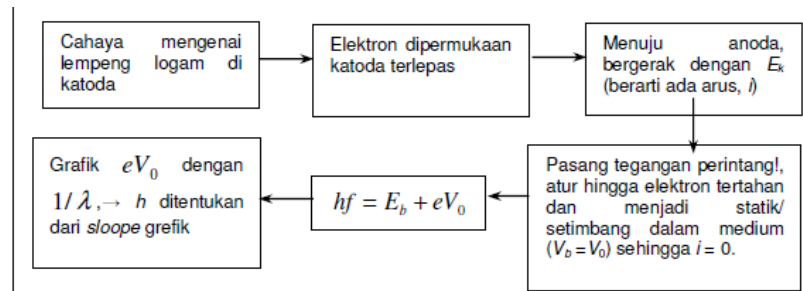 Cahaya mengenai
lempeng logam di
katoda
Elektron dipermukaan
katoda terlepas
Menuju anoda,
bergerak dengan Eₖ
(berarti ada arus, i)
Pasang tegangan perintang!,
atur hingga elektron tertahan
dan menjadi statik/
setimbang dalam medium
(V_b = V₀) sehingga i = 0.
hf = E_b + eV₀
Grafik eV₀ dengan
1/λ,→ h ditentukan
dari sloope grefik